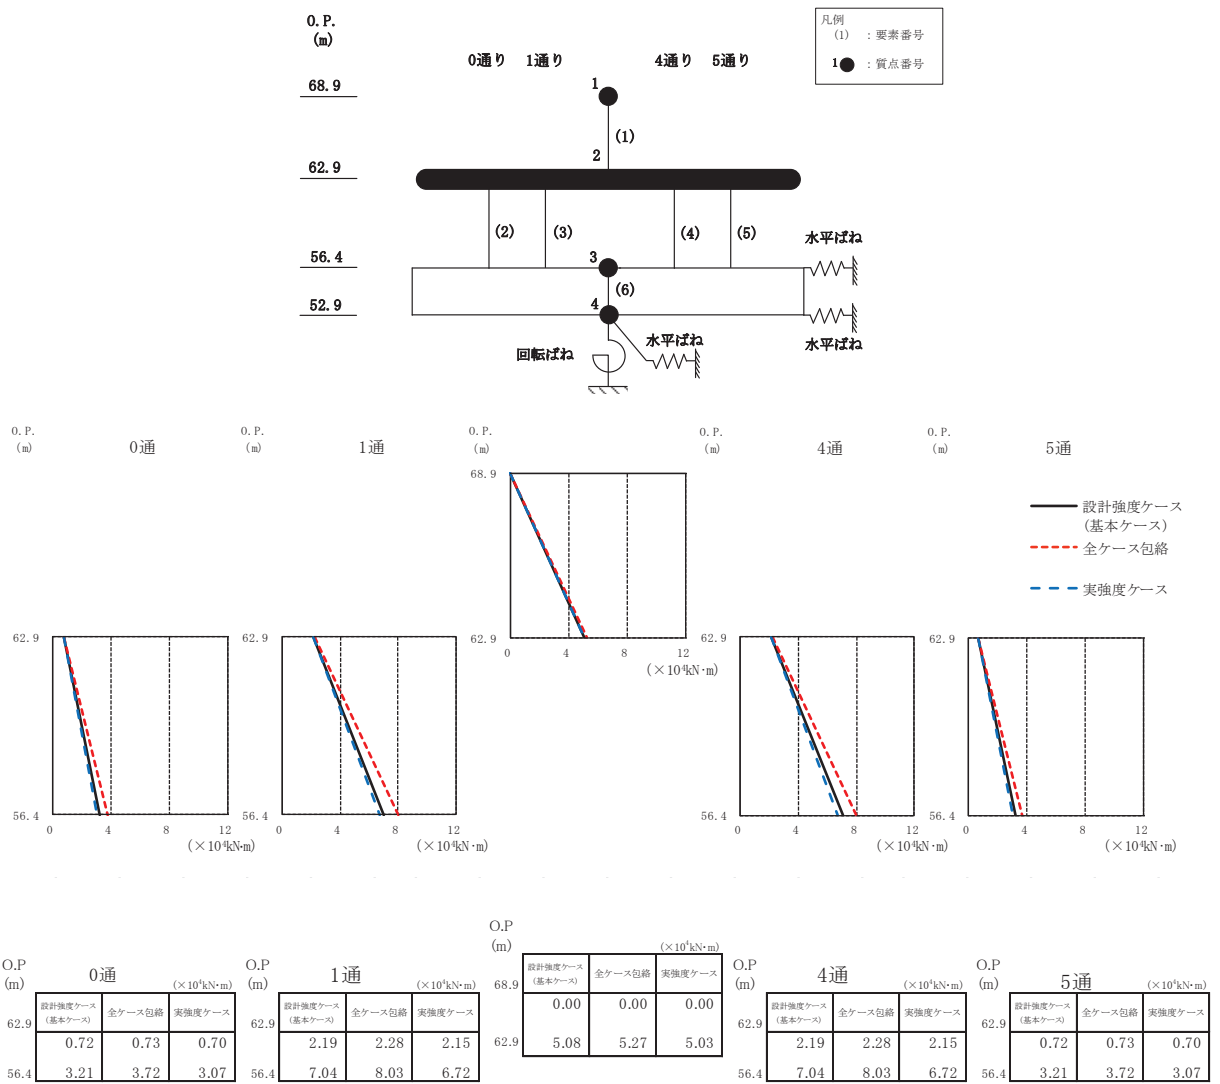 O.P.
(m)
0通り 1通り 4通り 5通り
凡例
(1) : 要素番号
1 : 質点番号
68.9
1
(1)
2
62.9
(2) (3) (4) (5)
水平ばね
56.4
3
(6)
52.9
4
水平ばね
水平ばね
回転ばね
O.P.
(m)
0通
O.P.
(m)
1通
O.P.
(m)
O.P.
(m)
4通
O.P.
(m)
5通
68.9
62.9
0 4 8 12
(×10⁴kN·m)
設計強度ケース
(基本ケース)
全ケース包絡
実強度ケース
62.9
56.4
0 4 8 12
(×10⁴kN·m)
62.9
56.4
0 4 8 12
(×10⁴kN·m)
62.9
56.4
0 4 8 12
(×10⁴kN·m)
62.9
56.4
0 4 8 12
(×10⁴kN·m)
O.P
(m)
0通
(×10⁴kN·m)
設計強度ケース
(基本ケース)
全ケース包絡 実強度ケース
62.9
0.72 0.73 0.70
56.4 3.21 3.72 3.07
O.P
(m)
1通
(×10⁴kN·m)
設計強度ケース
(基本ケース)
全ケース包絡 実強度ケース
62.9
2.19 2.28 2.15
56.4 7.04 8.03 6.72
O.P
(m)
(×10⁴kN·m)
設計強度ケース
(基本ケース)
全ケース包絡 実強度ケース
68.9
0.00 0.00 0.00
62.9 5.08 5.27 5.03
O.P
(m)
4通
(×10⁴kN·m)
設計強度ケース
(基本ケース)
全ケース包絡 実強度ケース
62.9
2.19 2.28 2.15
56.4 7.04 8.03 6.72
O.P
(m)
5通
(×10⁴kN·m)
設計強度ケース
(基本ケース)
全ケース包絡 実強度ケース
62.9
0.72 0.73 0.70
56.4 3.21 3.72 3.07